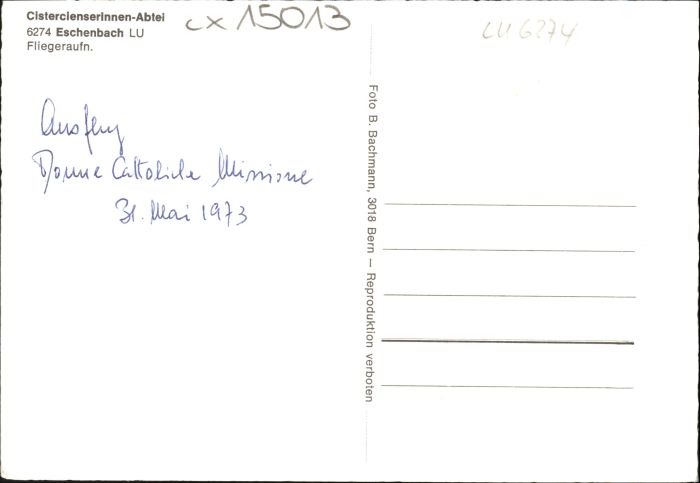 Cistercienserinnen-Abtei
6274 Eschenbach LU
Fliegeraufn.
cx 15013
LU 6274
Ausflug
Donne Cattoliche Missione
31. Mai 1973
Foto B. Bachmann, 3018 Bern — Reproduktion verboten